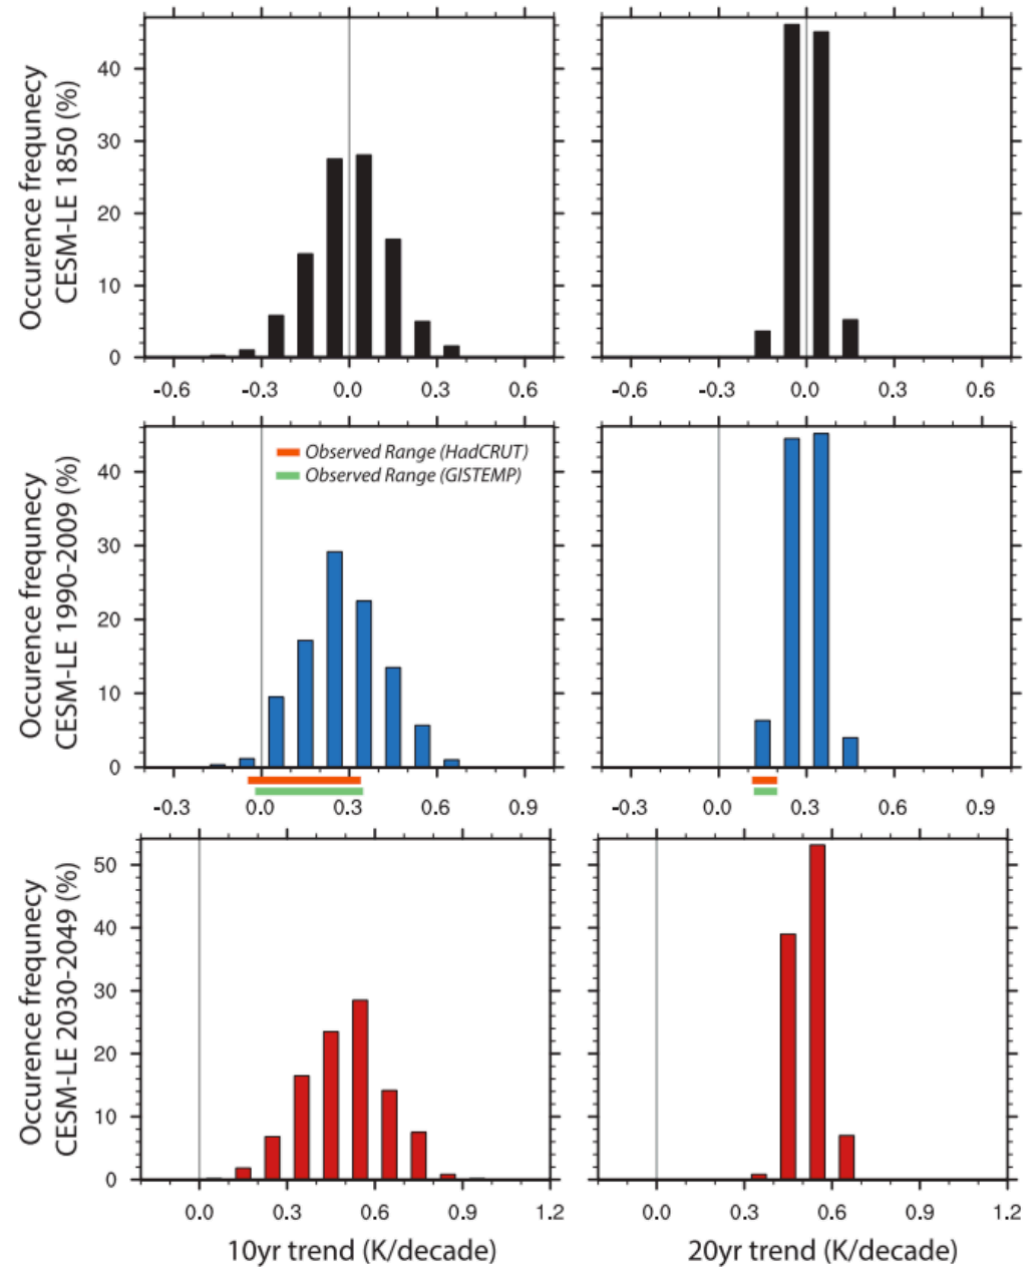 Occurence frequnecy
CESM-LE 1850 (%)
40
30
20
10
0
-0.6 -0.3 0.0 0.3 0.6
-0.6 -0.3 0.0 0.3 0.6
Occurence frequnecy
CESM-LE 1990-2009 (%)
Observed Range (HadCRUT)
Observed Range (GISTEMP)
40
30
20
10
0
-0.3 0.0 0.3 0.6 0.9
-0.3 0.0 0.3 0.6 0.9
Occurence frequnecy
CESM-LE 2030-2049 (%)
50
40
30
20
10
0
0.0 0.3 0.6 0.9 1.2
0.0 0.3 0.6 0.9 1.2
10yr trend (K/decade)
20yr trend (K/decade)